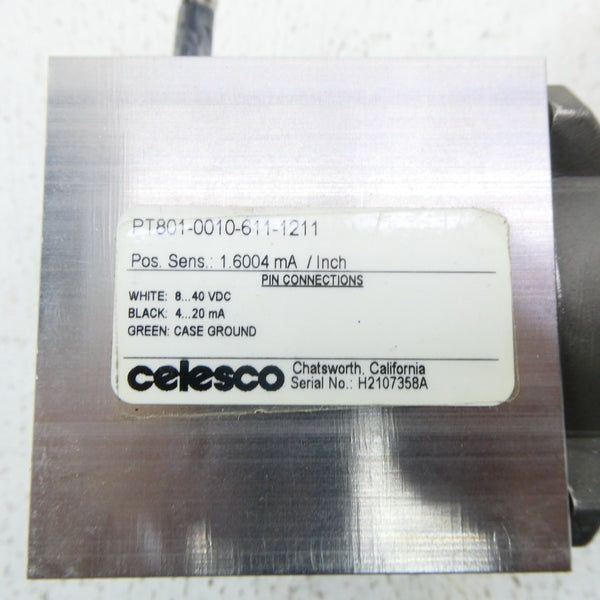 PT801-0010-611-1211
Pos. Sens.: 1.6004 mA / Inch
PIN CONNECTIONS
WHITE: 8...40 VDC
BLACK: 4...20 mA
GREEN: CASE GROUND
celesco
Chatsworth, California
Serial No.: H2107358A